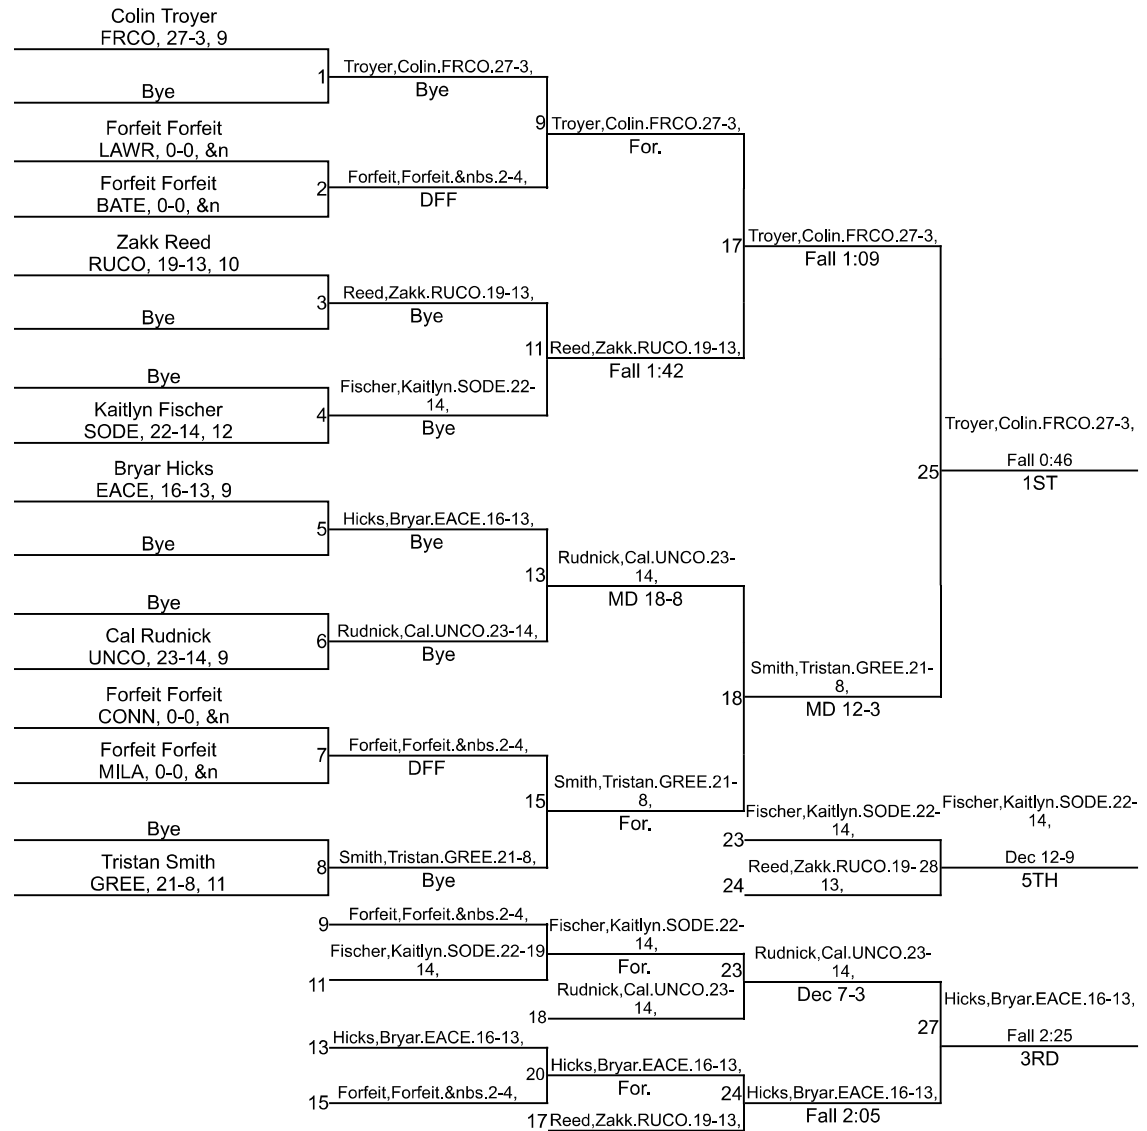 Colin Troyer
FRCO, 27-3, 9
1
Troyer,Colin.FRCO.27-3,
Bye
Bye
9
Troyer,Colin.FRCO.27-3,
For.
Forfeit Forfeit
LAWR, 0-0, &n
2
Forfeit,Forfeit.&nbs.2-4,
DFF
Forfeit Forfeit
BATE, 0-0, &n
17
Troyer,Colin.FRCO.27-3,
Fall 1:09
Zakk Reed
RUCO, 19-13, 10
3
Reed,Zakk.RUCO.19-13,
Bye
Bye
11
Reed,Zakk.RUCO.19-13,
Fall 1:42
Bye
4
Fischer,Kaitlyn.SODE.22-
14,
Bye
Kaitlyn Fischer
SODE, 22-14, 12
25
Troyer,Colin.FRCO.27-3,
Fall 0:46
1ST
Bryar Hicks
EACE, 16-13, 9
5
Hicks,Bryar.EACE.16-13,
Bye
Bye
13
Rudnick,Cal.UNCO.23-
14,
MD 18-8
Bye
6
Rudnick,Cal.UNCO.23-14,
Bye
Cal Rudnick
UNCO, 23-14, 9
18
Smith,Tristan.GREE.21-
8,
MD 12-3
Forfeit Forfeit
CONN, 0-0, &n
7
Forfeit,Forfeit.&nbs.2-4,
DFF
Forfeit Forfeit
MILA, 0-0, &n
15
Smith,Tristan.GREE.21-
8,
For.
Bye
8
Smith,Tristan.GREE.21-8,
Bye
Tristan Smith
GREE, 21-8, 11
23
Fischer,Kaitlyn.SODE.22-
14,
24
Reed,Zakk.RUCO.19-
13,
28
Fischer,Kaitlyn.SODE.22-
14,
Dec 12-9
5TH
9
Forfeit,Forfeit.&nbs.2-4,
11
Fischer,Kaitlyn.SODE.22-
14,
19
Fischer,Kaitlyn.SODE.22-
14,
For.
18
Rudnick,Cal.UNCO.23-
14,
23
Rudnick,Cal.UNCO.23-
14,
Dec 7-3
13
Hicks,Bryar.EACE.16-13,
15
Forfeit,Forfeit.&nbs.2-4,
20
Hicks,Bryar.EACE.16-13,
For.
17
Reed,Zakk.RUCO.19-13,
24
Hicks,Bryar.EACE.16-13,
Fall 2:05
27
Hicks,Bryar.EACE.16-13,
Fall 2:25
3RD